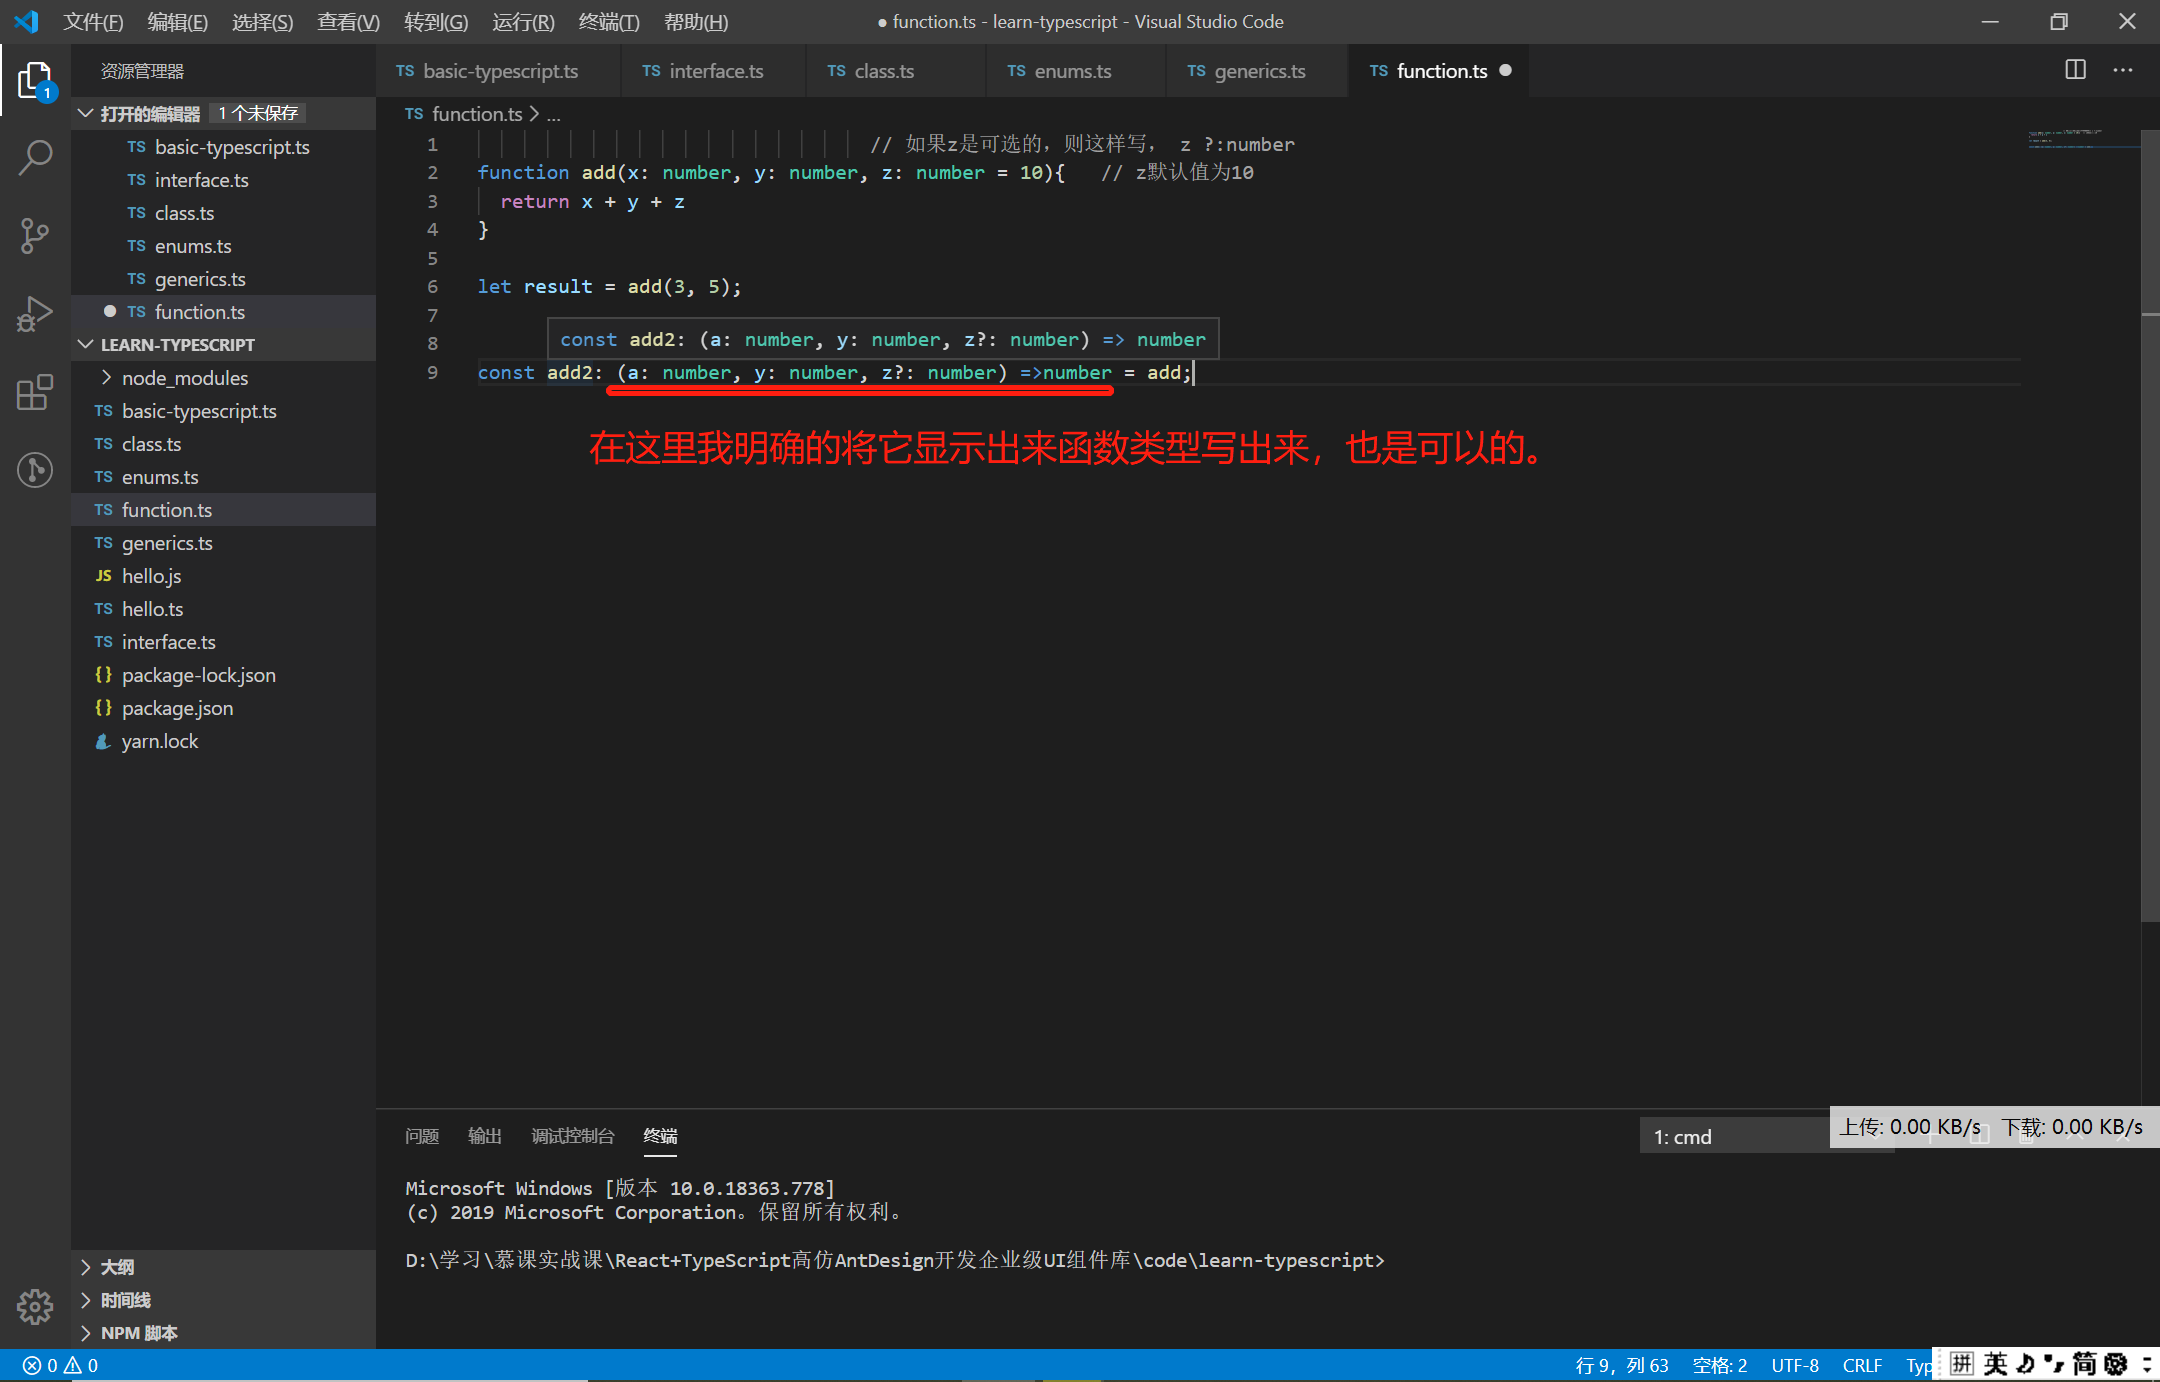 文件(F) 编辑(E) 选择(S) 查看(V) 转到(G) 运行(R) 终端(T) 帮助(H) ● function.ts - learn-typescript - Visual Studio Code
资源管理器
TS basic-typescript.ts TS interface.ts TS class.ts TS enums.ts TS generics.ts TS function.ts ●
1
打开的编辑器 1 个未保存
TS basic-typescript.ts
TS interface.ts
TS class.ts
TS enums.ts
TS generics.ts
● TS function.ts
LEARN-TYPESCRIPT
node_modules
TS basic-typescript.ts
TS class.ts
TS enums.ts
TS function.ts
TS generics.ts
JS hello.js
TS hello.ts
TS interface.ts
{} package-lock.json
{} package.json
yarn.lock
大纲
时间线
NPM 脚本
TS function.ts > ...
1 // 如果z是可选的，则这样写， z ?:number
2 function add(x: number, y: number, z: number = 10){ // z默认值为10
3 return x + y + z
4 }
5
6 let result = add(3, 5);
7
8
const add2: (a: number, y: number, z?: number) => number
9 const add2: (a: number, y: number, z?: number) =>number = add;
在这里我明确的将它显示出来函数类型写出来，也是可以的。
问题 输出 调试控制台 终端 1: cmd
上传: 0.00 KB/s 下载: 0.00 KB/s
Microsoft Windows [版本 10.0.18363.778]
(c) 2019 Microsoft Corporation。保留所有权利。
D:\学习\慕课实战课\React+TypeScript高仿AntDesign开发企业级UI组件库\code\learn-typescript>
0 0 行 9，列 63 空格: 2 UTF-8 CRLF Typ
拼 英 简